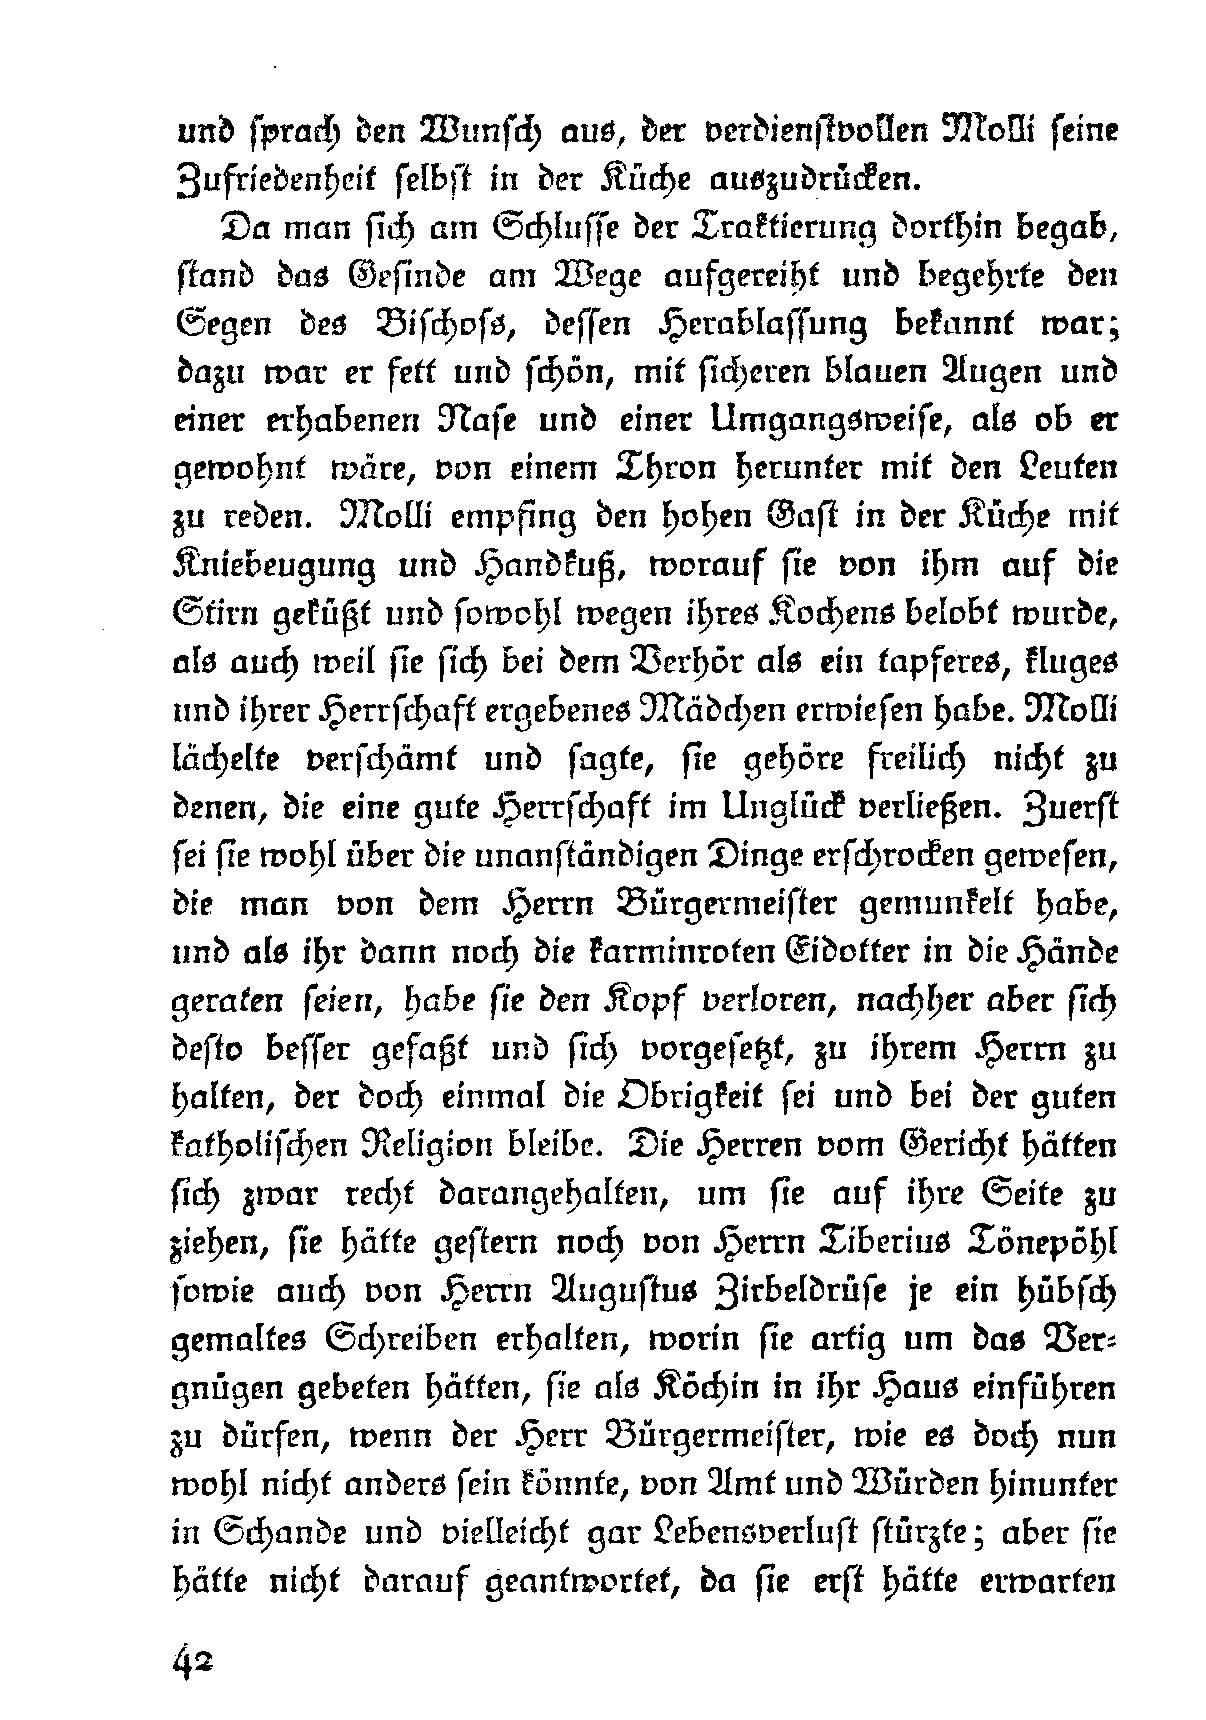 und ſprach den Wunſch aus, der verdienſtvollen Molli ſeine
Zufriedenheit ſelbſt in der Küche auszudrücken.
Da man ſich am Schluſſe der Traktierung dorthin begab,
ſtand das Geſinde am Wege aufgereiht und begehrte den
Segen des Biſchofs, deſſen Herablaſſung bekannt war;
dazu war er fett und ſchön, mit ſicheren blauen Augen und
einer erhabenen Naſe und einer Umgangsweiſe, als ob er
gewohnt wäre, von einem Thron herunter mit den Leuten
zu reden. Molli empfing den hohen Gaſt in der Küche mit
Kniebeugung und Handkuß, worauf ſie von ihm auf die
Stirn geküßt und ſowohl wegen ihres Kochens belobt wurde,
als auch weil ſie ſich bei dem Verhör als ein tapferes, kluges
und ihrer Herrſchaft ergebenes Mädchen erwieſen habe. Molli
lächelte verſchämt und ſagte, ſie gehöre freilich nicht zu
denen, die eine gute Herrſchaft im Unglück verließen. Zuerſt
ſei ſie wohl über die unanſtändigen Dinge erſchrocken geweſen,
die man von dem Herrn Bürgermeiſter gemunkelt habe,
und als ihr dann noch die karminroten Eidotter in die Hände
geraten ſeien, habe ſie den Kopf verloren, nachher aber ſich
deſto beſſer gefaßt und ſich vorgeſetzt, zu ihrem Herrn zu
halten, der doch einmal die Obrigkeit ſei und bei der guten
katholiſchen Religion bleibe. Die Herren vom Gericht hätten
ſich zwar recht darangehalten, um ſie auf ihre Seite zu
ziehen, ſie hätte geſtern noch von Herrn Tiberius Tönepöhl
ſowie auch von Herrn Auguſtus Zirbeldrüſe je ein hübſch
gemaltes Schreiben erhalten, worin ſie artig um das Ver⸗
gnügen gebeten hätten, ſie als Köchin in ihr Haus einführen
zu dürfen, wenn der Herr Bürgermeiſter, wie es doch nun
wohl nicht anders ſein könnte, von Amt und Würden hinunter
in Schande und vielleicht gar Lebensverluſt ſtürzte; aber ſie
hätte nicht darauf geantwortet, da ſie erſt hätte erwarten
42